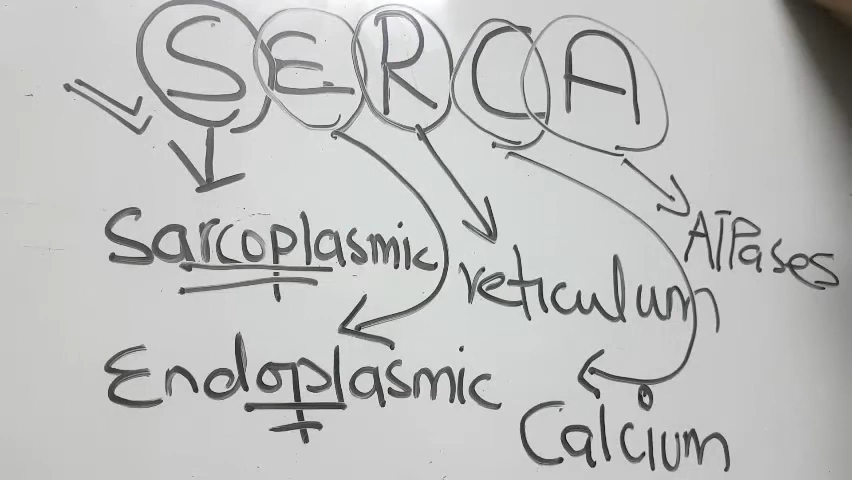 SERCA
Sarcoplasmic
reticulum
ATPases
Endoplasmic
Calcium